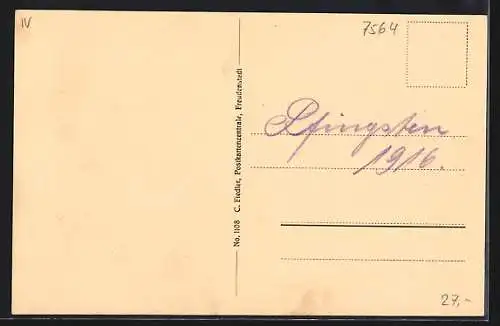 IV
7564
No. 1108 C. Fiedler, Postkartenzentrale, Freudenstadt
Pfingsten
1916.
27,-